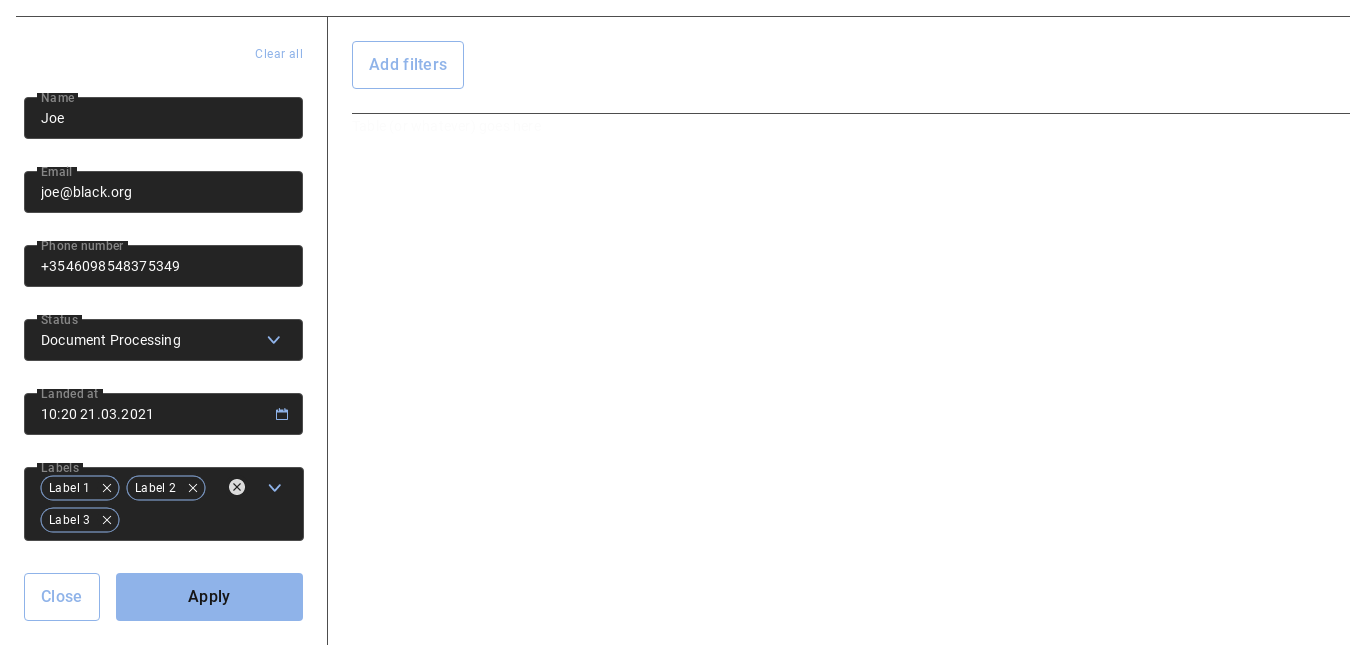 Clear all
Add filters
Name
Joe
Email
joe@black.org
Phone number
+3546098548375349
Status
Document Processing
Landed at
10:20 21.03.2021
Labels
Label 1
Label 2
Label 3
Close
Apply